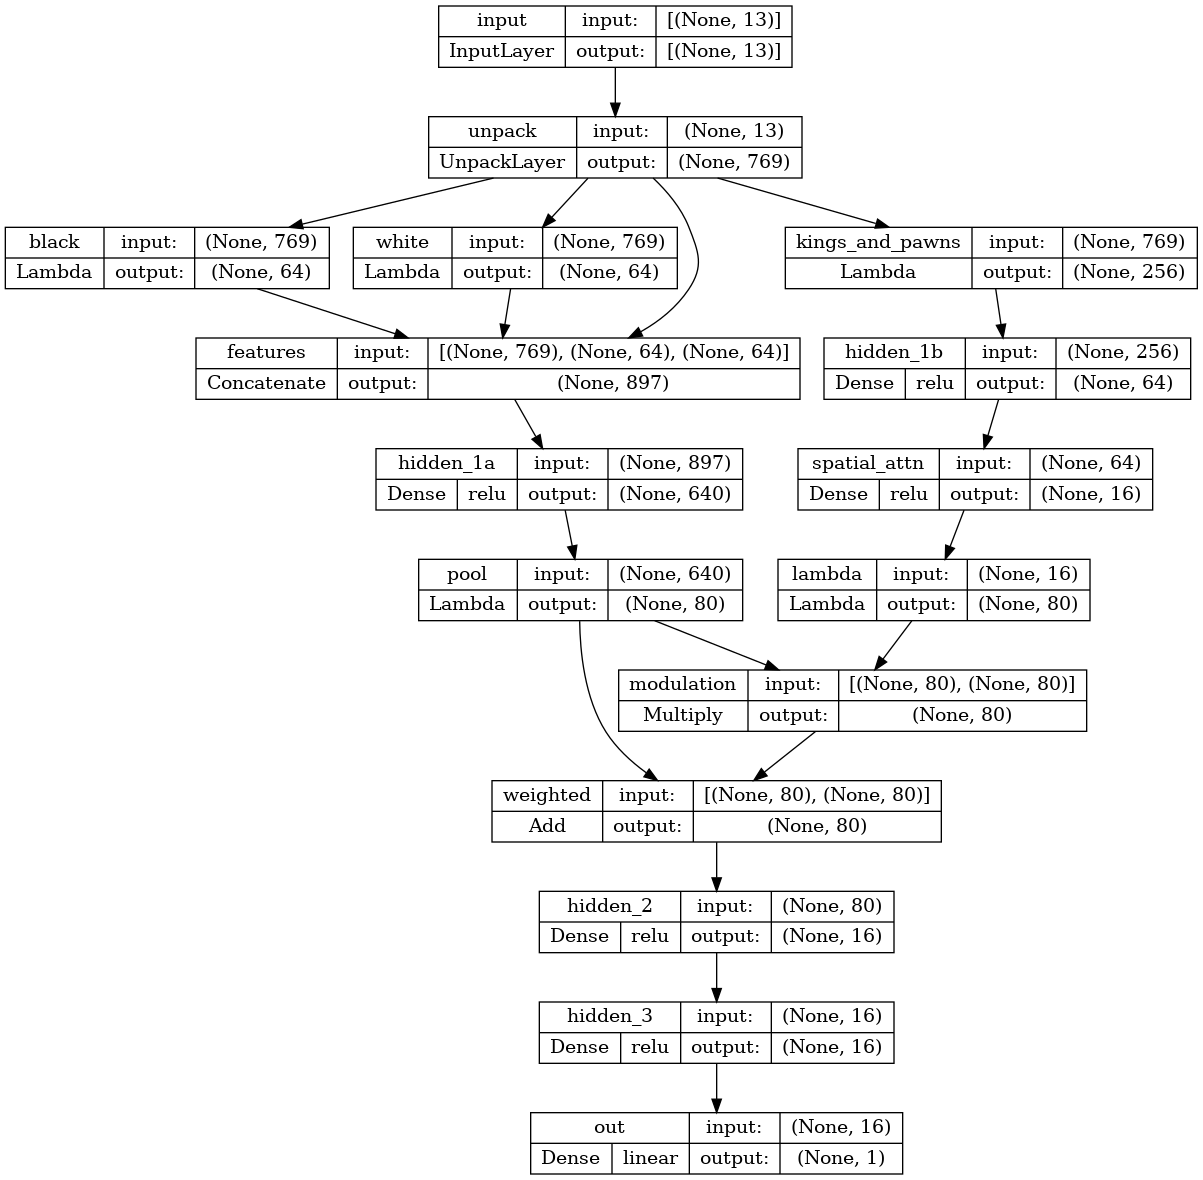 input input: [(None, 13)]
InputLayer output: [(None, 13)]
unpack input: (None, 13)
UnpackLayer output: (None, 769)
black input: (None, 769)
Lambda output: (None, 64)
white input: (None, 769)
Lambda output: (None, 64)
kings_and_pawns input: (None, 769)
Lambda output: (None, 256)
features input: [(None, 769), (None, 64), (None, 64)]
Concatenate output: (None, 897)
hidden_1b input: (None, 256)
Dense relu output: (None, 64)
hidden_1a input: (None, 897)
Dense relu output: (None, 640)
spatial_attn input: (None, 64)
Dense relu output: (None, 16)
pool input: (None, 640)
Lambda output: (None, 80)
lambda input: (None, 16)
Lambda output: (None, 80)
modulation input: [(None, 80), (None, 80)]
Multiply output: (None, 80)
weighted input: [(None, 80), (None, 80)]
Add output: (None, 80)
hidden_2 input: (None, 80)
Dense relu output: (None, 16)
hidden_3 input: (None, 16)
Dense relu output: (None, 16)
out input: (None, 16)
Dense linear output: (None, 1)